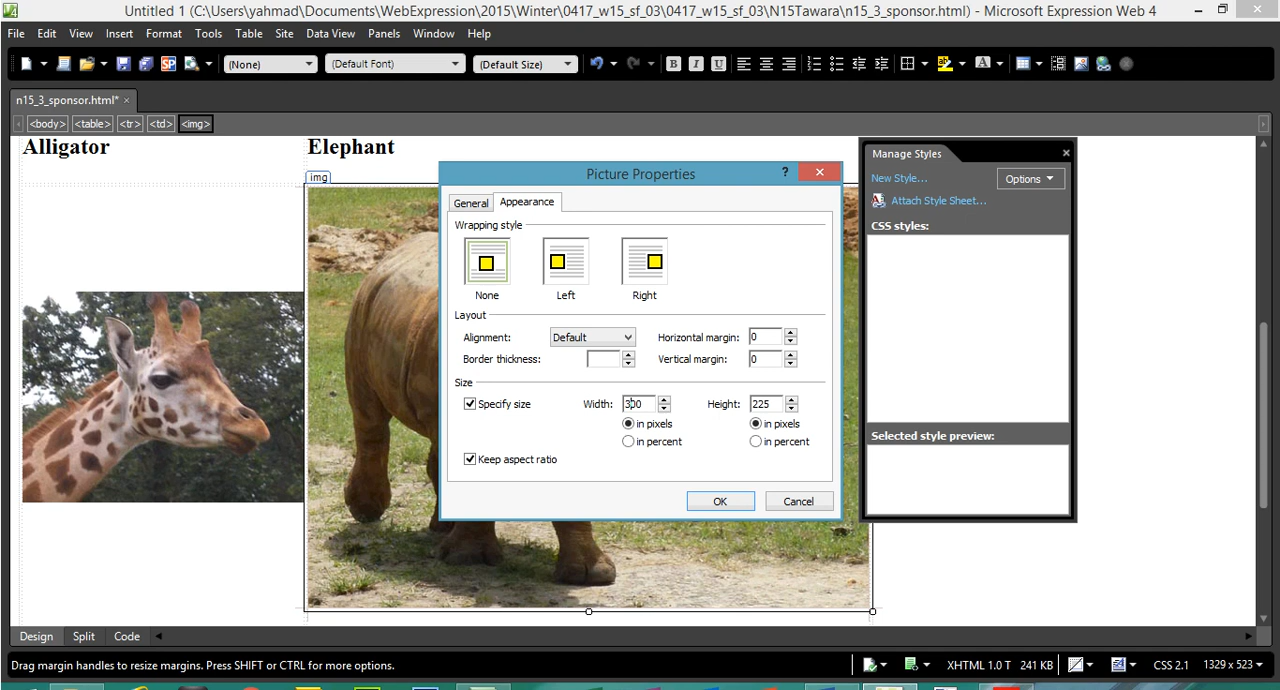 Untitled 1 (C:\Users\yahmad\Documents\WebExpression\2015\Winter\0417_w15_sf_03\0417_w15_sf_03\N15Tawara\n15_3_sponsor.html) - Microsoft Expression Web 4
File Edit View Insert Format Tools Table Site Data View Panels Window Help
SP (None) (Default Font) (Default Size) B I U A
n15_3_sponsor.html* ×
<body> <table> <tr> <td> <img>
Alligator Elephant
img
Picture Properties ?
General Appearance
Wrapping style
None Left Right
Layout
Alignment: Default Horizontal margin: 0
Border thickness: Vertical margin: 0
Size
Specify size Width: 300 Height: 225
in pixels in pixels
in percent in percent
Keep aspect ratio
OK Cancel
Manage Styles
New Style... Options
Attach Style Sheet...
CSS styles:
Selected style preview:
Design Split Code
Drag margin handles to resize margins. Press SHIFT or CTRL for more options. XHTML 1.0 T 241 KB CSS 2.1 1329 x 523